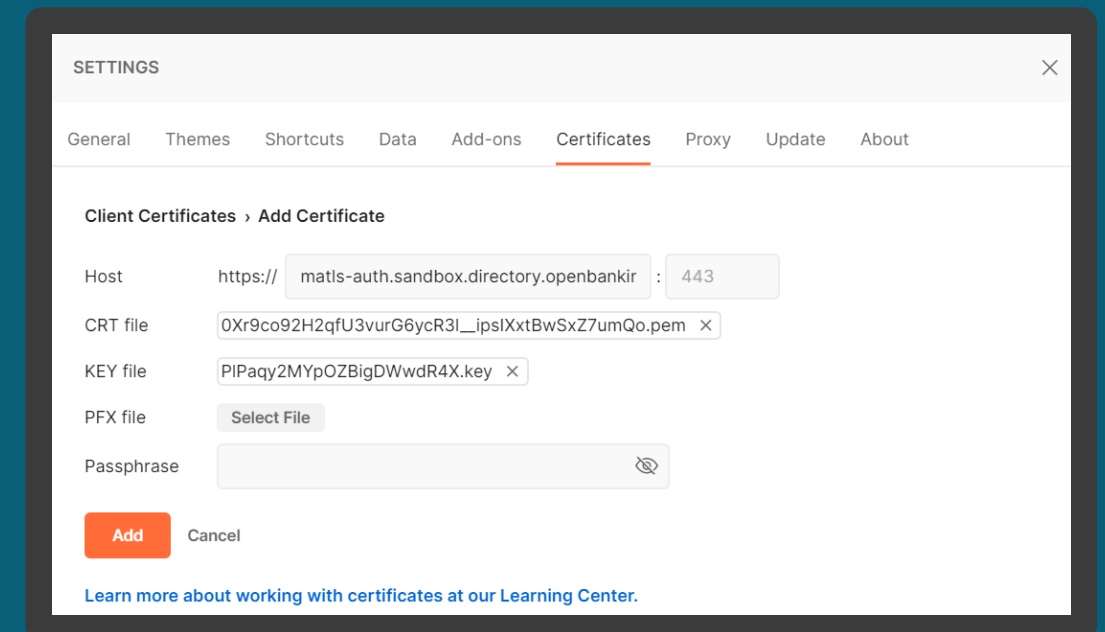 SETTINGS
General Themes Shortcuts Data Add-ons Certificates Proxy Update About
Client Certificates › Add Certificate
Host https:// matls-auth.sandbox.directory.openbankir : 443
CRT file 0Xr9co92H2qfU3vurG6ycR3l__ipsIXxtBwSxZ7umQo.pem ×
KEY file PlPaqy2MYpOZBigDWwdR4X.key ×
PFX file Select File
Passphrase
Add Cancel
Learn more about working with certificates at our Learning Center.